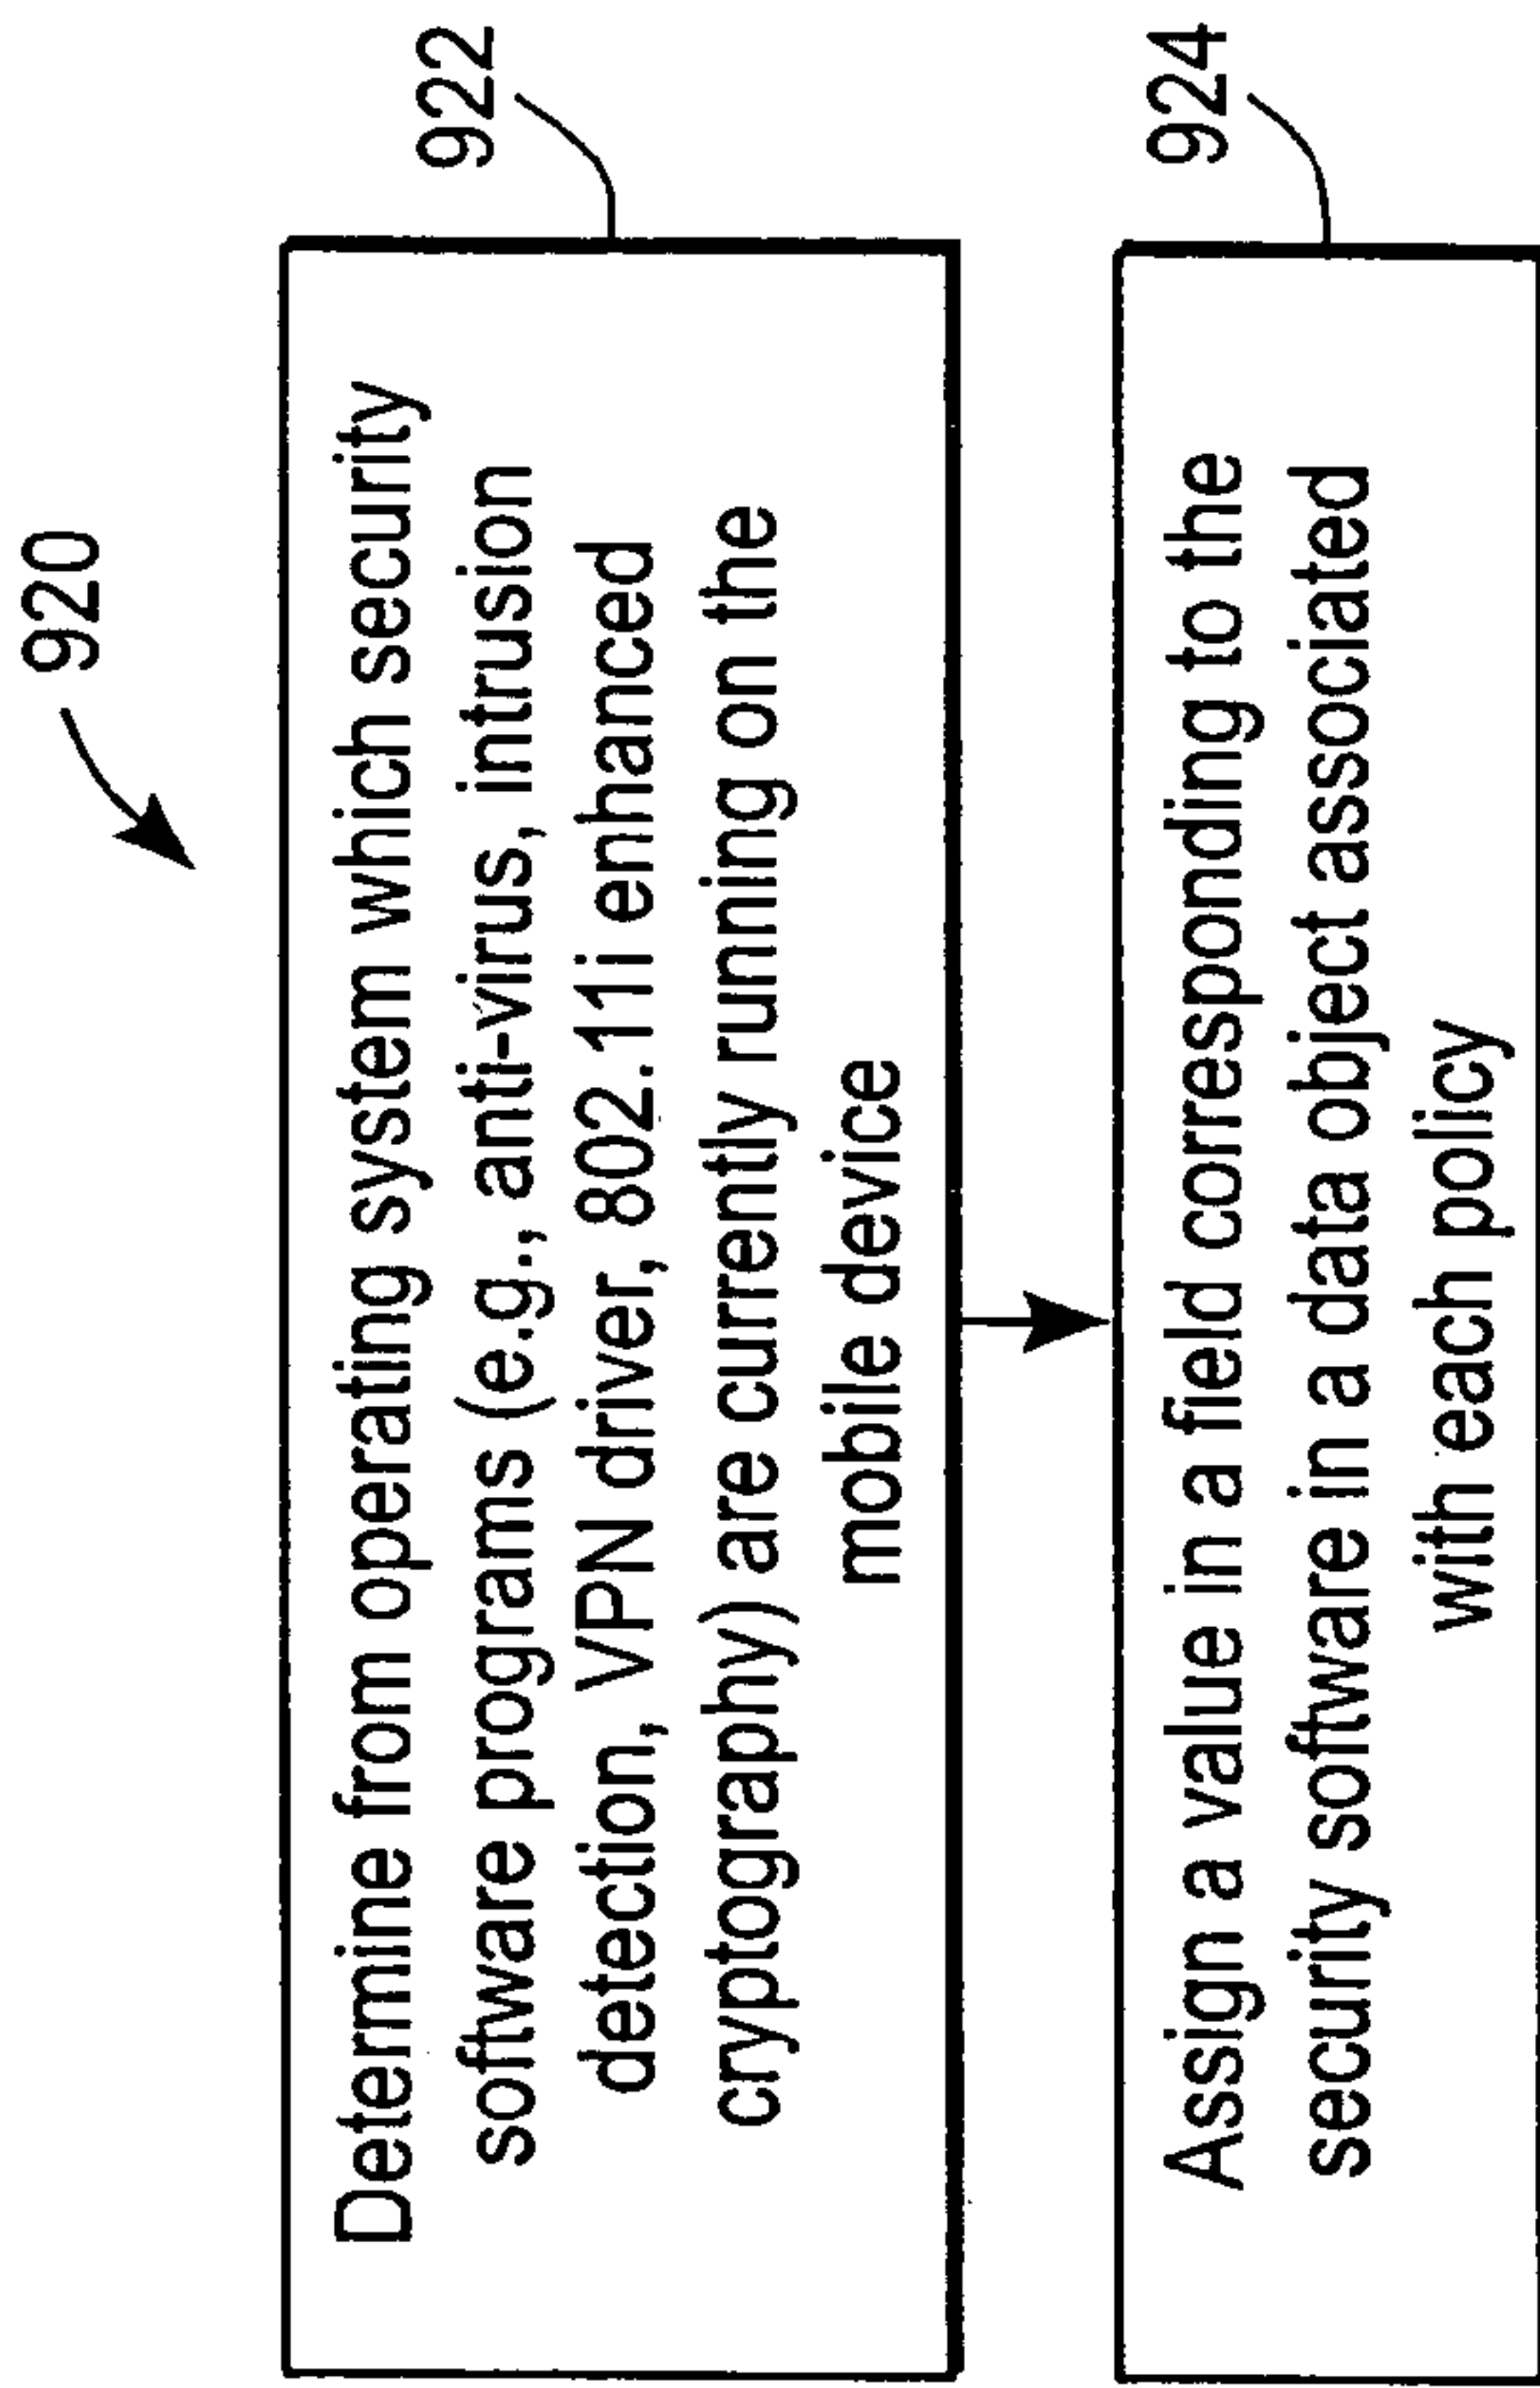 920
922
Determine from operating system which security
software programs (e.g., anti-virus, intrusion
detection, VPN driver, 802.11i enhanced
cryptography) are currently running on the
mobile device
924
Assign a value in a field corresponding to the
security software in a data object associated
with each policy